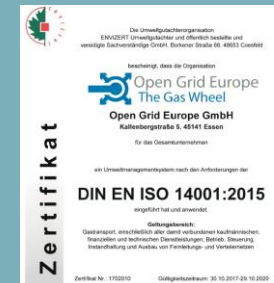 Die Umweltgutachterorganisation
ENVIZERT Umweltgutachter und öffentlich bestellte und
vereidigte Sachverständige GmbH, Borkener Straße 68, 48653 Coesfeld
bescheinigt, dass die Organisation
Open Grid Europe
The Gas Wheel
Open Grid Europe GmbH
Kallenbergstraße 5, 45141 Essen
für das Gesamtunternehmen
ein Umweltmanagementsystem nach den Anforderungen der
DIN EN ISO 14001:2015
eingeführt hat und anwendet.
Geltungsbereich:
Gastransport, einschließlich aller damit verbundenen kaufmännischen,
finanziellen und technischen Dienstleistungen; Betrieb, Steuerung,
Instandhaltung und Ausbau von Fernleitungs- und Verteilernetzen
Zertifikat Nr.: 1702010
Gültigkeitszeitraum: 30.10.2017-29.10.2020
Zertifikat